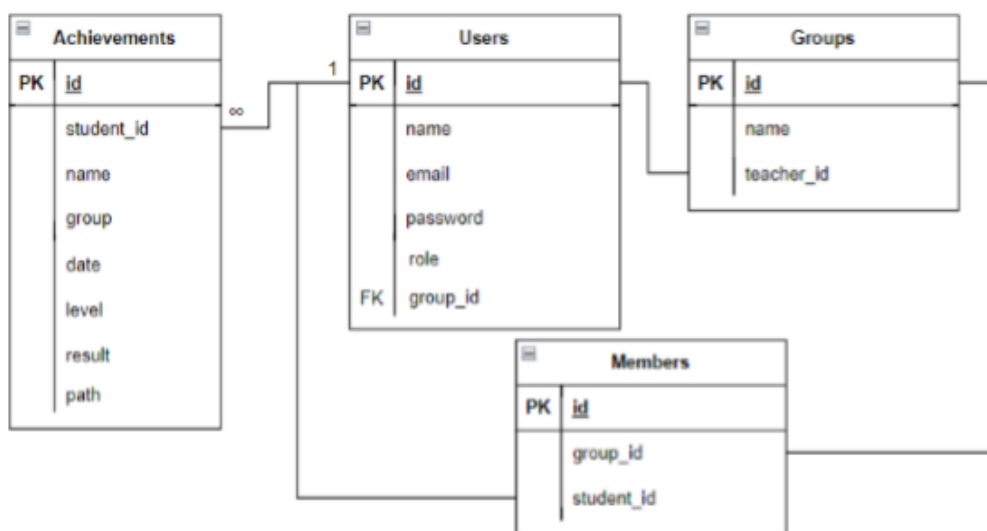 Achievements
PK id
student_id
name
group
date
level
result
path
∞
1
Users
PK id
name
email
password
role
FK group_id
Groups
PK id
name
teacher_id
Members
PK id
group_id
student_id